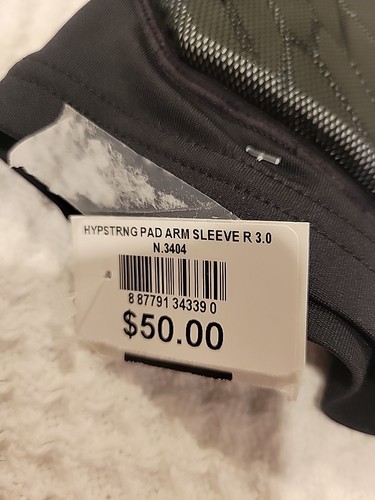 HYPSTRNG PAD ARM SLEEVE R 3.0
N.3404
8 87791 34339 0
$50.00